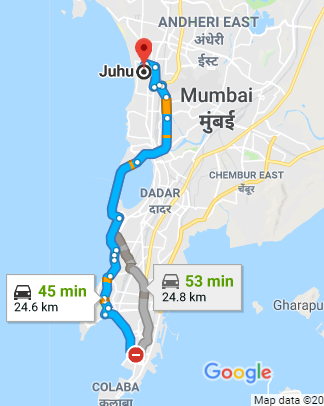 ANDHERI EAST
अंधेरी
ईस्ट
Juhu
Mumbai
मुंबई
CHEMBUR EAST
चेंबूर
DADAR
दादर
45 min
24.6 km
53 min
24.8 km
Gharapu
Google
COLABA
कुलाबा
Map data ©20